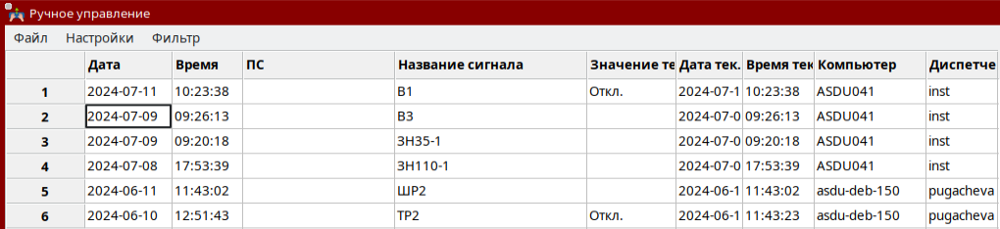 Ручное управление
Файл Настройки Фильтр
Дата Время ПС Название сигнала Значение те Дата тек. Время тек Компьютер Диспетче
1 2024-07-11 10:23:38 В1 Откл. 2024-07-1 10:23:38 ASDU041 inst
2 2024-07-09 09:26:13 В3 2024-07-0 09:26:13 ASDU041 inst
3 2024-07-09 09:20:18 ЗН35-1 2024-07-0 09:20:18 ASDU041 inst
4 2024-07-08 17:53:39 ЗН110-1 2024-07-0 17:53:39 ASDU041 inst
5 2024-06-11 11:43:02 ШР2 2024-06-1 11:43:02 asdu-deb-150 pugacheva
6 2024-06-10 12:51:43 ТР2 Откл. 2024-06-1 11:43:23 asdu-deb-150 pugacheva